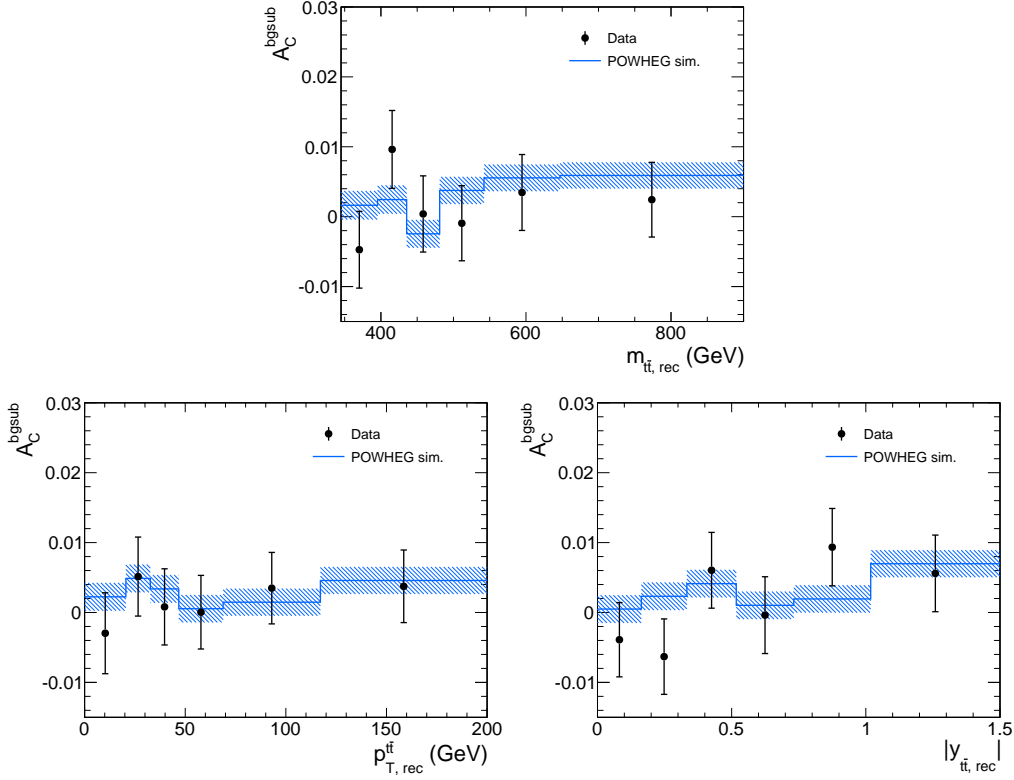 A_C^bgsub
0.03
0.02
0.01
0
-0.01
Data
POWHEG sim.
400 600 800
m_tt̄, rec (GeV)
A_C^bgsub
0.03
0.02
0.01
0
-0.01
Data
POWHEG sim.
0 50 100 150 200
p_T, rec^tt̄ (GeV)
A_C^bgsub
0.03
0.02
0.01
0
-0.01
Data
POWHEG sim.
0 0.5 1 1.5
|y_tt̄, rec|